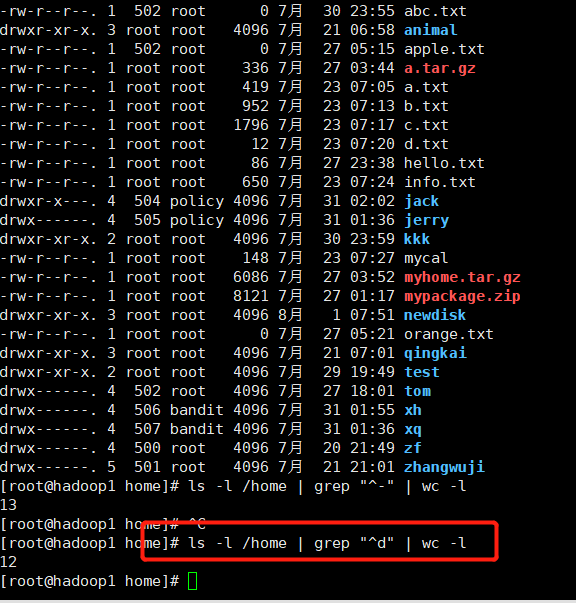 -rw-r--r--. 1  502 root      0 7月  30 23:55 abc.txt
drwxr-xr-x. 3 root root   4096 7月  21 06:58 animal
-rw-r--r--. 1  502 root      0 7月  27 05:15 apple.txt
-rw-r--r--. 1 root root    336 7月  27 03:44 a.tar.gz
-rw-r--r--. 1 root root    419 7月  23 07:05 a.txt
-rw-r--r--. 1 root root    952 7月  23 07:13 b.txt
-rw-r--r--. 1 root root   1796 7月  23 07:17 c.txt
-rw-r--r--. 1 root root     12 7月  23 07:20 d.txt
-rw-r--r--. 1 root root     86 7月  27 23:38 hello.txt
-rw-r--r--. 1 root root    650 7月  23 07:24 info.txt
drwxr-x---. 4  504 policy 4096 7月  31 02:02 jack
drwx------. 4  505 policy 4096 7月  31 01:36 jerry
drwxr-xr-x. 2 root root   4096 7月  30 23:59 kkk
-rw-r--r--. 1 root root    148 7月  23 07:27 mycal
-rw-r--r--. 1 root root   6086 7月  27 03:52 myhome.tar.gz
-rw-r--r--. 1 root root   8121 7月  27 01:17 mypackage.zip
drwxr-xr-x. 3 root root   4096 8月   1 07:51 newdisk
-rw-r--r--. 1 root root      0 7月  27 05:21 orange.txt
drwxr-xr-x. 3 root root   4096 7月  21 07:01 qingkai
drwxr-xr-x. 2 root root   4096 7月  29 19:49 test
drwx------. 4  502 root   4096 7月  27 18:01 tom
drwx------. 4  506 bandit 4096 7月  31 01:55 xh
drwx------. 4  507 bandit 4096 7月  31 01:36 xq
drwx------. 4  500 root   4096 7月  20 21:49 zf
drwx------. 5  501 root   4096 7月  21 21:01 zhangwuji
[root@hadoop1 home]# ls -l /home | grep "^-" | wc -l
13
[root@hadoop1 home]# ^C
[root@hadoop1 home]# ls -l /home | grep "^d" | wc -l
12
[root@hadoop1 home]#